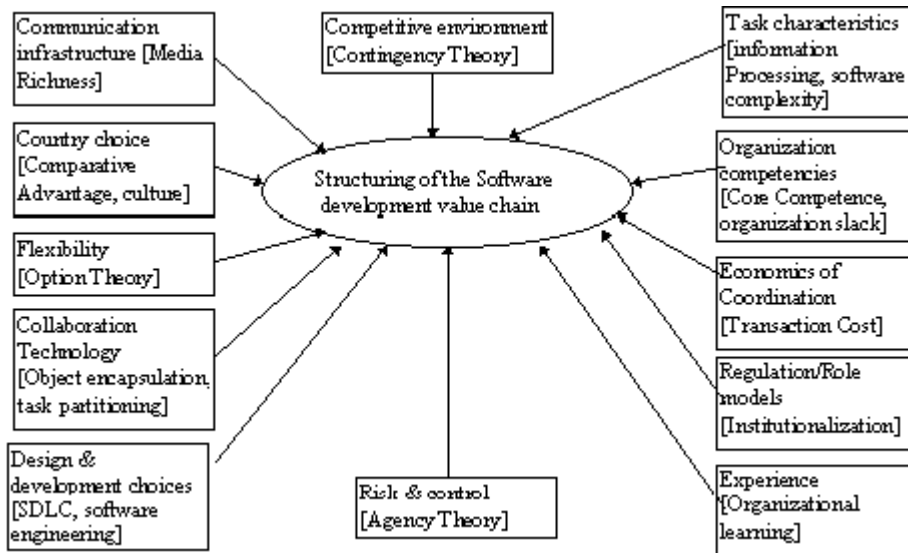 Communication
infrastructure [Media
Richness]
Competitive environment
[Contingency Theory]
Task characteristics
[information
Processing, software
complexity]
Country choice
[Comparative
Advantage, culture]
Structuring of the Software
development value chain
Organization
competencies
[Core Competence,
organization slack]
Flexibility
[Option Theory]
Economics of
Coordination
[Transaction Cost]
Collaboration
Technology
[Object encapsulation,
task partitioning]
Regulation/Role
models
[Institutionalization]
Design &
development choices
[SDLC, software
engineering]
Risk & control
[Agency Theory]
Experience
[Organizational
learning]